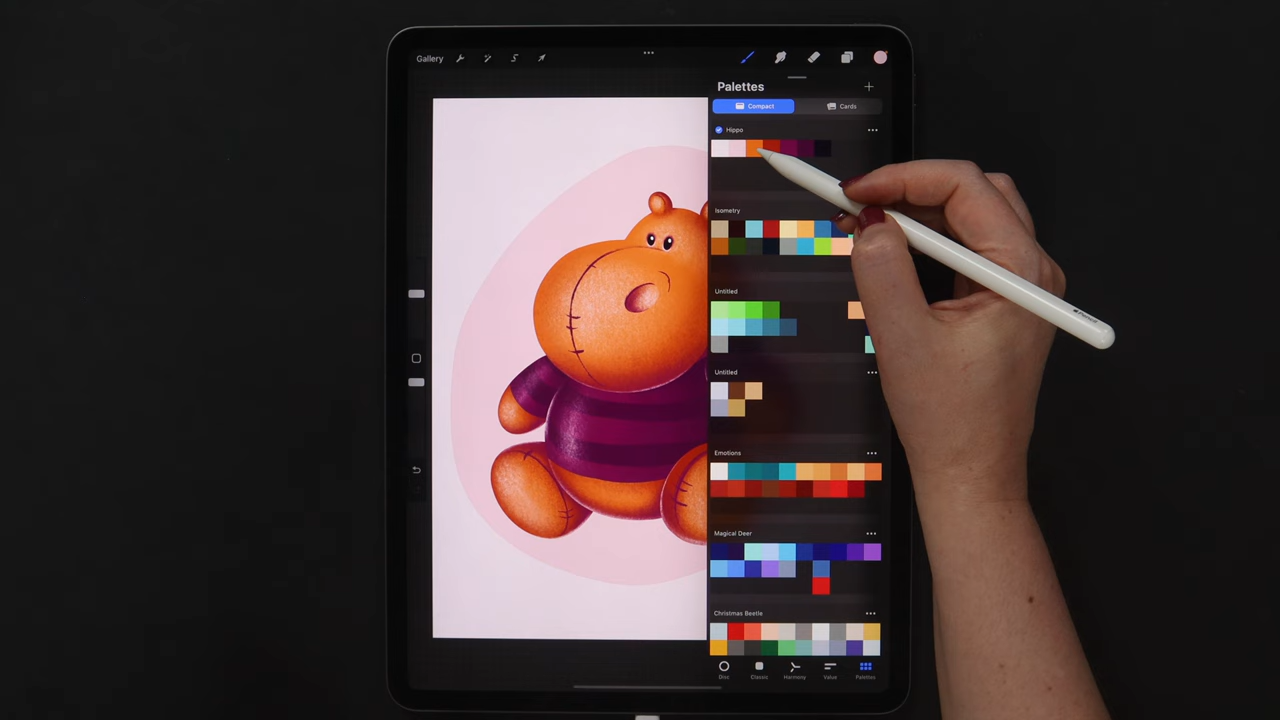 Gallery
Palettes
Compact
Cards
Hippo
Isometry
Untitled
Untitled
Emotions
Magical Deer
Christmas Beetle
Disc
Classic
Harmony
Value
Palettes